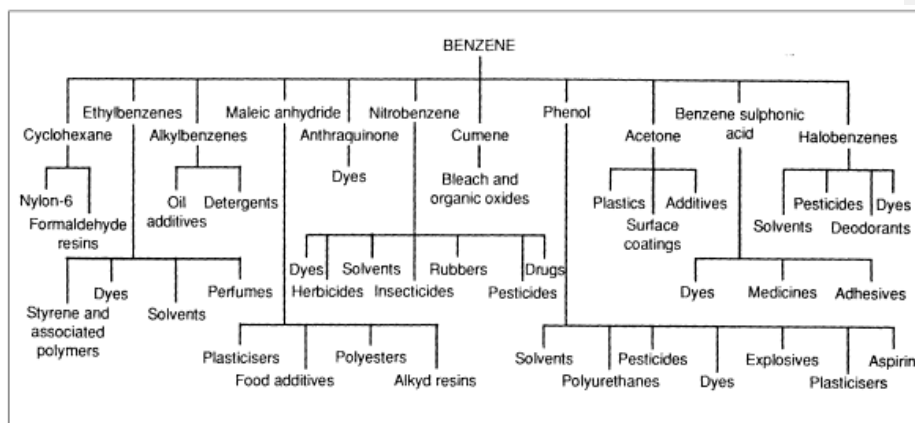 BENZENE
Ethylbenzenes Maleic anhydride Nitrobenzene Phenol Benzene sulphonic
acid
Cyclohexane Alkylbenzenes Anthraquinone Cumene Acetone Halobenzenes
Dyes Bleach and
organic oxides
Nylon-6 Oil
additives Detergents Plastics Additives Pesticides Dyes
Formaldehyde
resins Surface
coatings Solvents Deodorants
Dyes Solvents Rubbers Drugs
Herbicides Insecticides Pesticides
Dyes Perfumes Dyes Medicines Adhesives
Styrene and
associated
polymers Solvents
Plasticisers Polyesters Solvents Pesticides Explosives Aspirin
Food additives Alkyd resins Polyurethanes Dyes Plasticisers